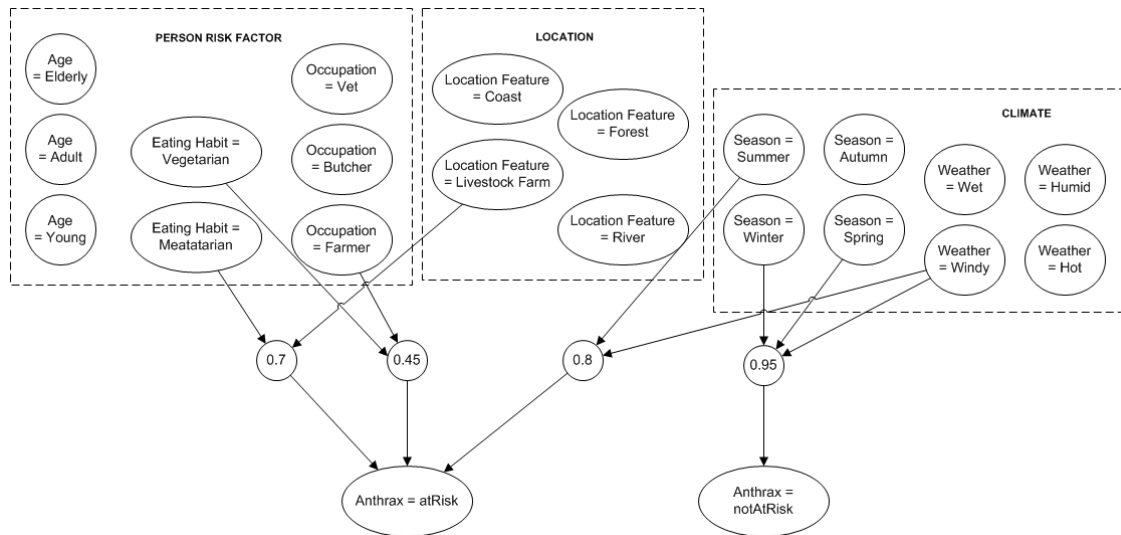 PERSON RISK FACTOR
Age
= Elderly
Age
= Adult
Age
= Young
Eating Habit =
Vegetarian
Eating Habit =
Meatatarian
Occupation
= Vet
Occupation
= Butcher
Occupation
= Farmer
LOCATION
Location Feature
= Coast
Location Feature
= Forest
Location Feature
= Livestock Farm
Location Feature
= River
CLIMATE
Season =
Summer
Season =
Autumn
Season =
Winter
Season =
Spring
Weather
= Wet
Weather
= Humid
Weather
= Windy
Weather
= Hot
0.7
0.45
0.8
0.95
Anthrax = atRisk
Anthrax =
notAtRisk